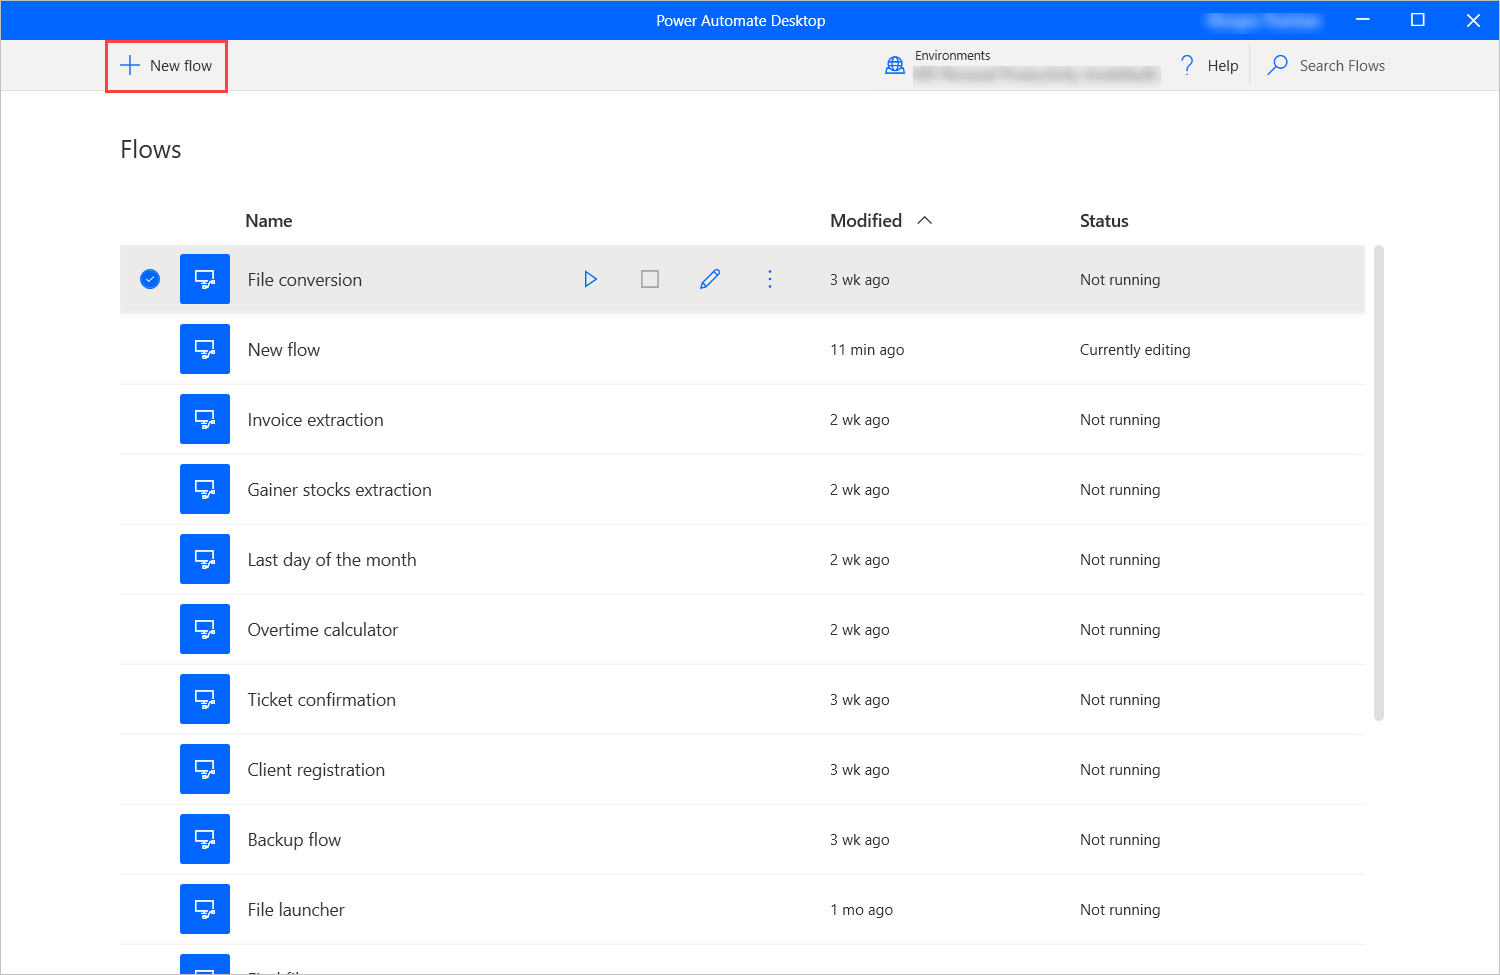 Power Automate Desktop
New flow
Environments
Help
Search Flows
Flows
Name Modified Status
File conversion 3 wk ago Not running
New flow 11 min ago Currently editing
Invoice extraction 2 wk ago Not running
Gainer stocks extraction 2 wk ago Not running
Last day of the month 2 wk ago Not running
Overtime calculator 2 wk ago Not running
Ticket confirmation 3 wk ago Not running
Client registration 3 wk ago Not running
Backup flow 3 wk ago Not running
File launcher 1 mo ago Not running